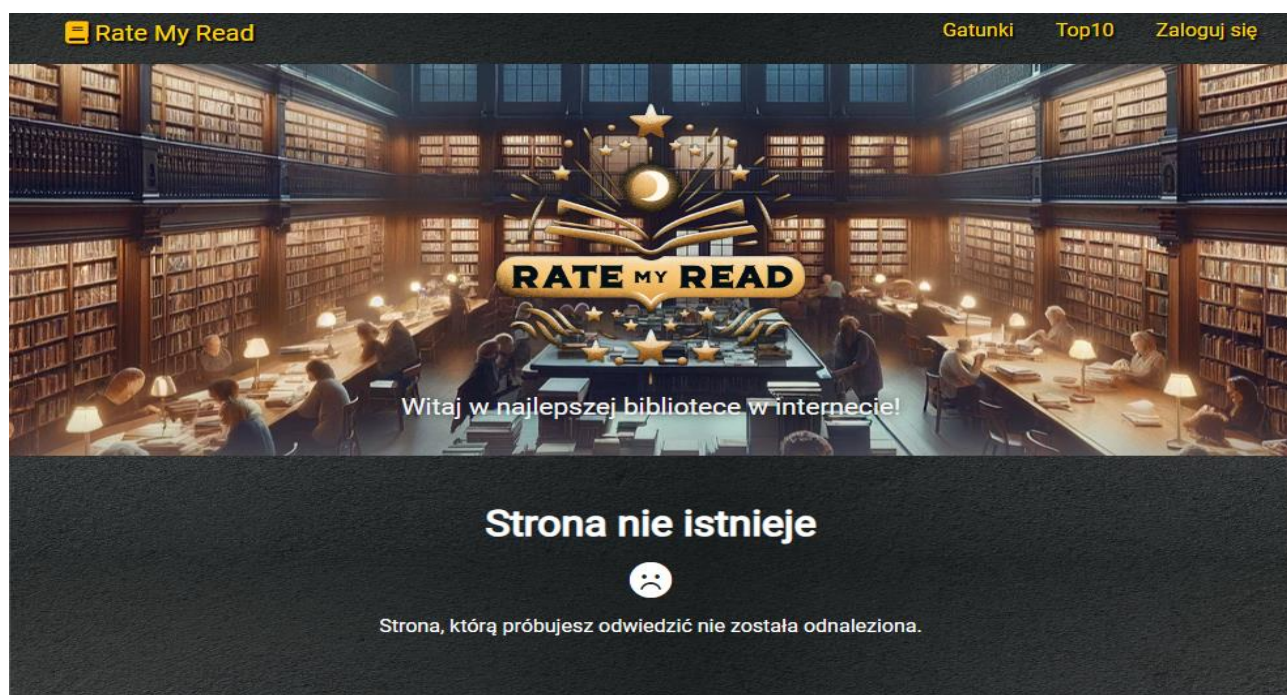 Rate My Read
Gatunki Top10 Zaloguj się
RATE MY READ
Witaj w najlepszej bibliotece w internecie!
Strona nie istnieje
Strona, którą próbujesz odwiedzić nie została odnaleziona.